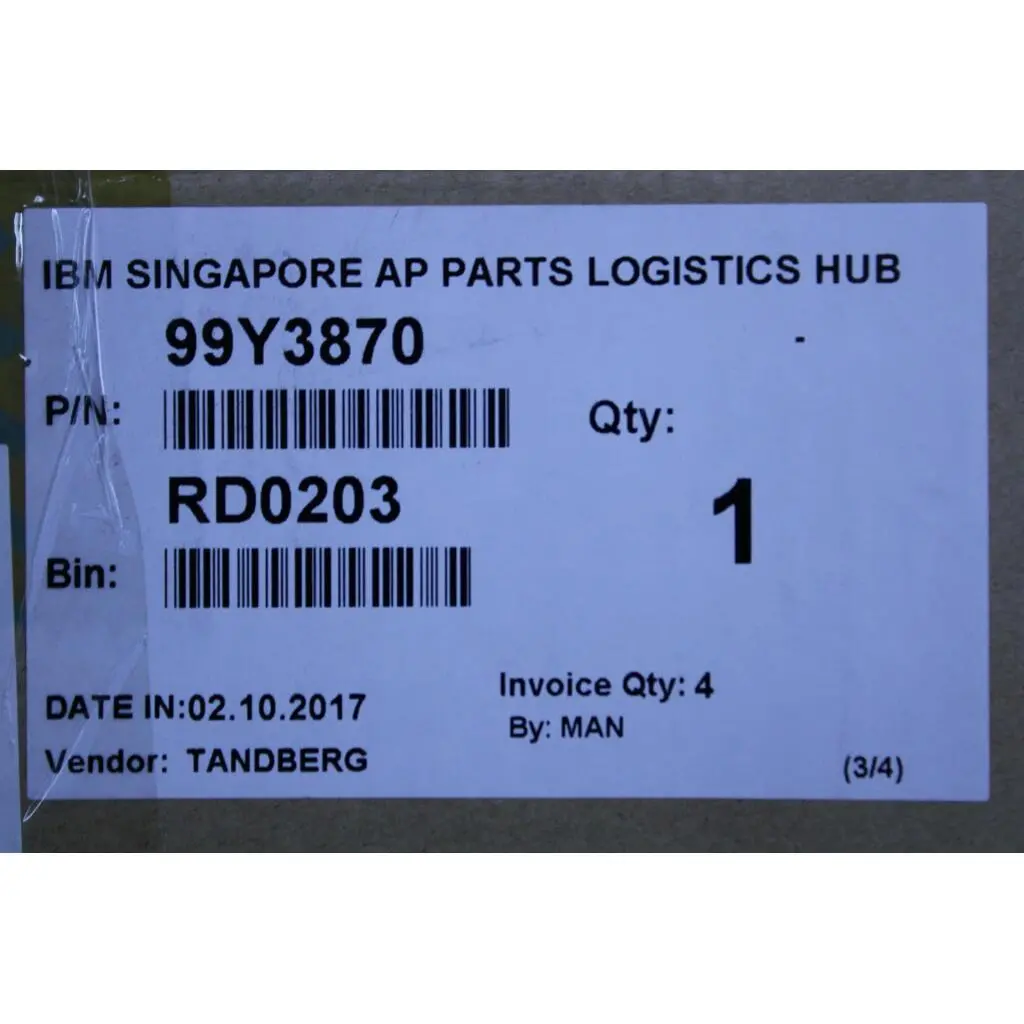 IBM SINGAPORE AP PARTS LOGISTICS HUB
99Y3870 -
P/N: Qty:
RD0203 1
Bin:
Invoice Qty: 4
DATE IN:02.10.2017
By: MAN
Vendor: TANDBERG (3/4)